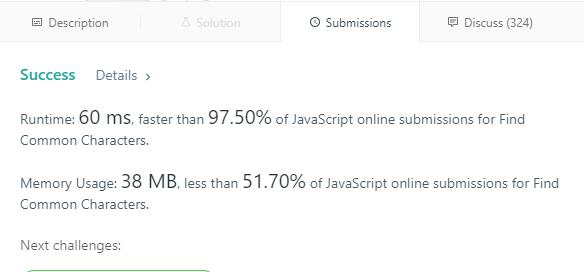 Description
Solution
Submissions
Discuss (324)
Success
Details ›
Runtime: 60 ms, faster than 97.50% of JavaScript online submissions for Find
Common Characters.
Memory Usage: 38 MB, less than 51.70% of JavaScript online submissions for Find
Common Characters.
Next challenges: